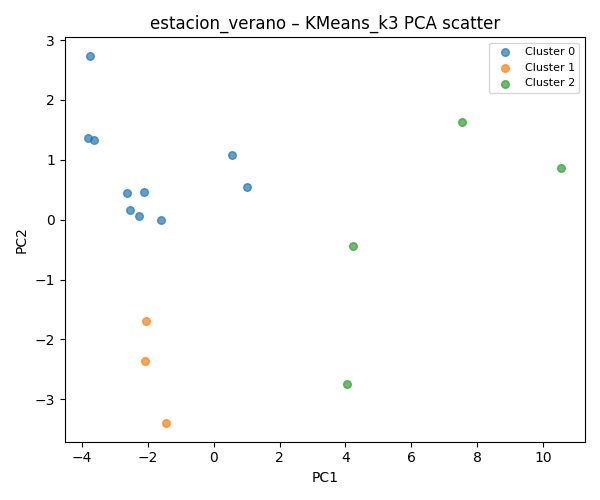 estacion_verano – KMeans_k3 PCA scatter
Cluster 0
Cluster 1
Cluster 2
3
2
1
0
−1
−2
−3
PC2
−4
−2
0
2
4
6
8
10
PC1